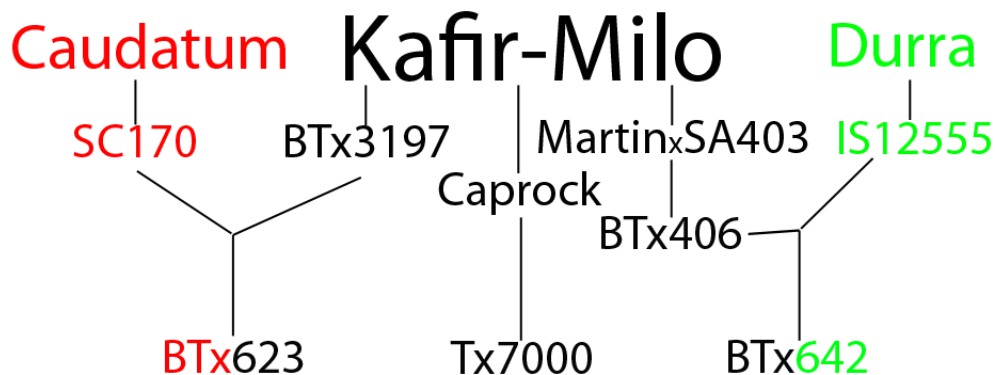 Caudatum Kafir-Milo Durra
SC170 BTx3197 MartinxSA403 IS12555
Caprock
BTx406
BTx623 Tx7000 BTx642